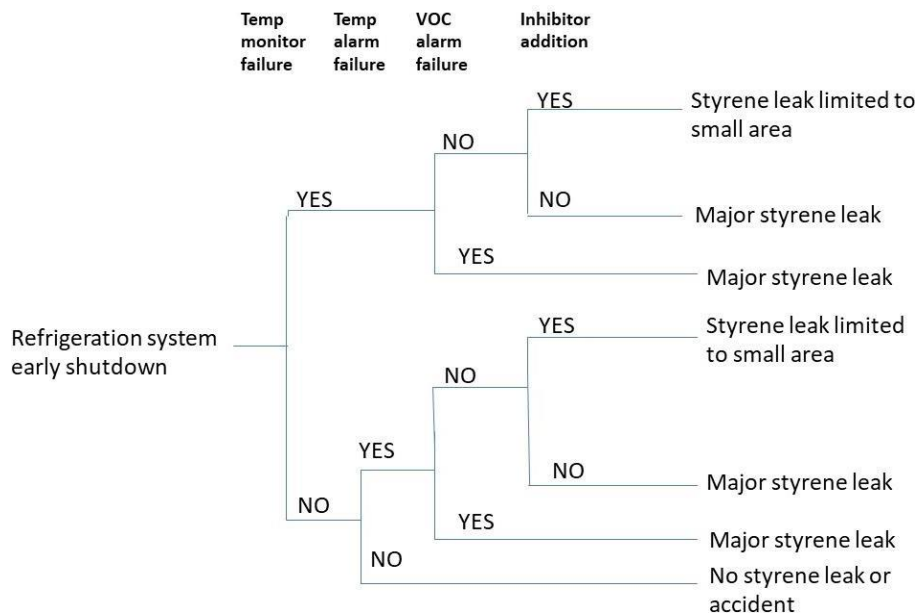 Temp
monitor
failure
Temp
alarm
failure
VOC
alarm
failure
Inhibitor
addition
YES
Styrene leak limited to
small area
NO
YES
NO
Major styrene leak
YES
Major styrene leak
Refrigeration system
early shutdown
YES
Styrene leak limited
to small area
NO
YES
NO
Major styrene leak
NO
YES
Major styrene leak
NO
No styrene leak or
accident